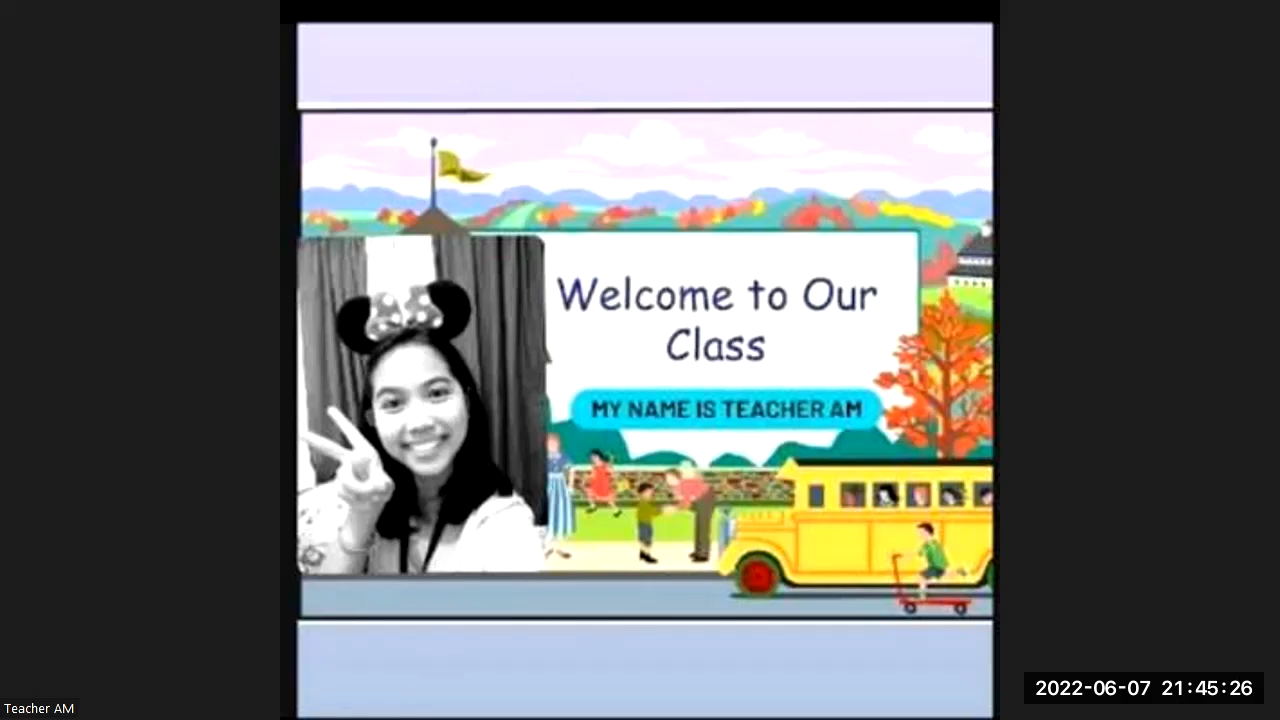 Welcome to Our
Class
MY NAME IS TEACHER AM
Teacher AM
2022-06-07 21:45:26